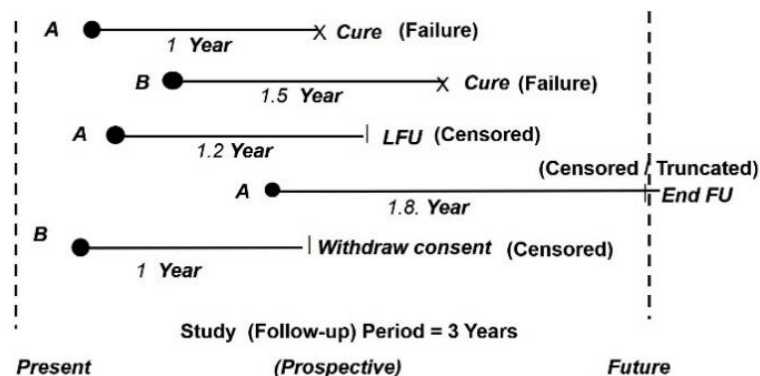 A 1 Year Cure (Failure)
B 1.5 Year Cure (Failure)
A 1.2 Year LFU (Censored)
(Censored / Truncated)
A 1.8. Year End FU
B 1 Year Withdraw consent (Censored)
Study (Follow-up) Period = 3 Years
Present (Prospective) Future